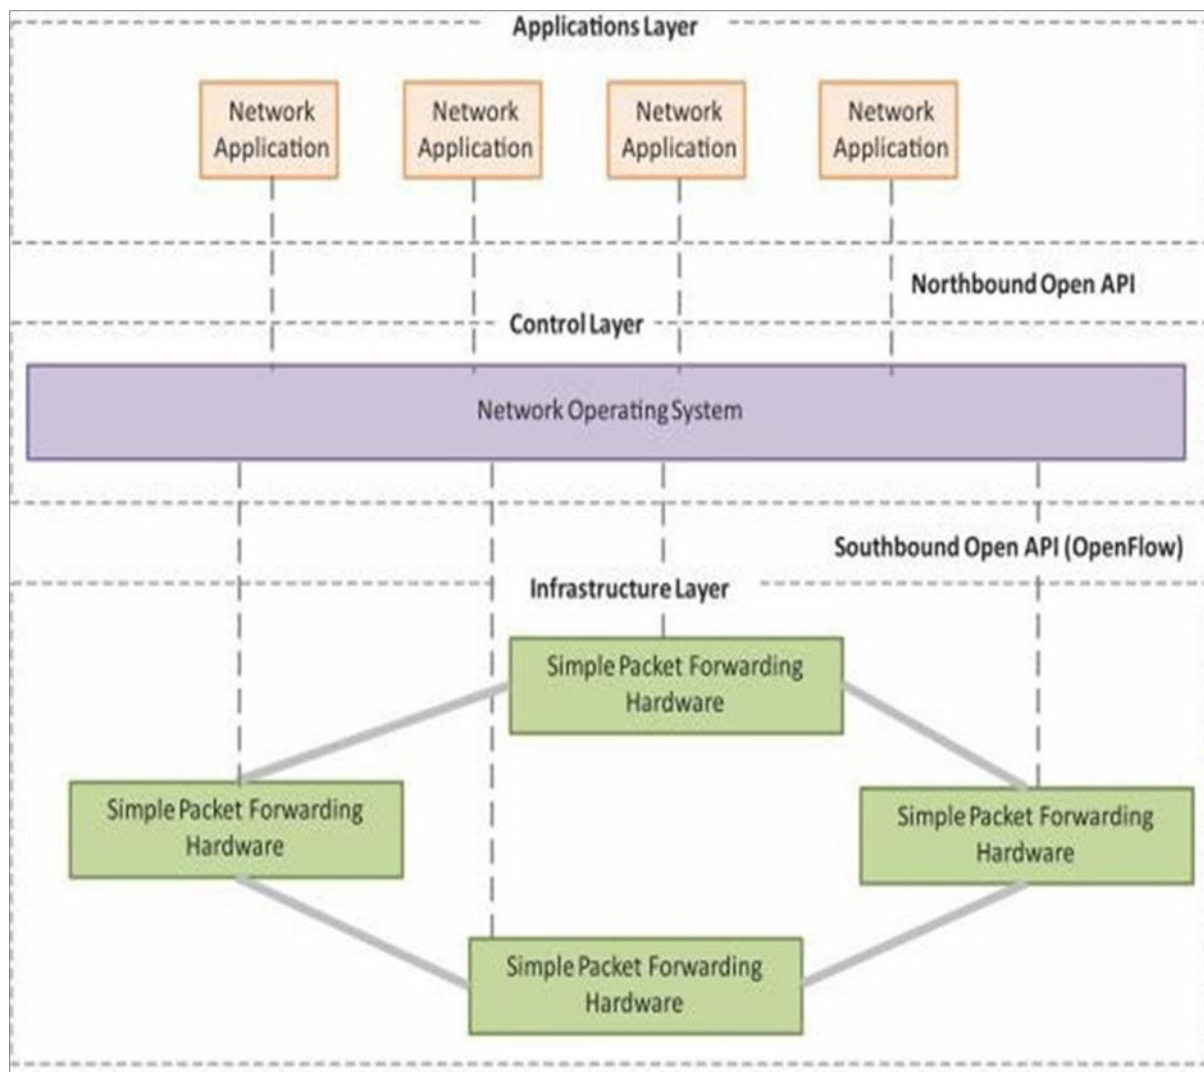 Applications Layer
Network
Application
Network
Application
Network
Application
Network
Application
Northbound Open API
Control Layer
Network Operating System
Southbound Open API (OpenFlow)
Infrastructure Layer
Simple Packet Forwarding
Hardware
Simple Packet Forwarding
Hardware
Simple Packet Forwarding
Hardware
Simple Packet Forwarding
Hardware